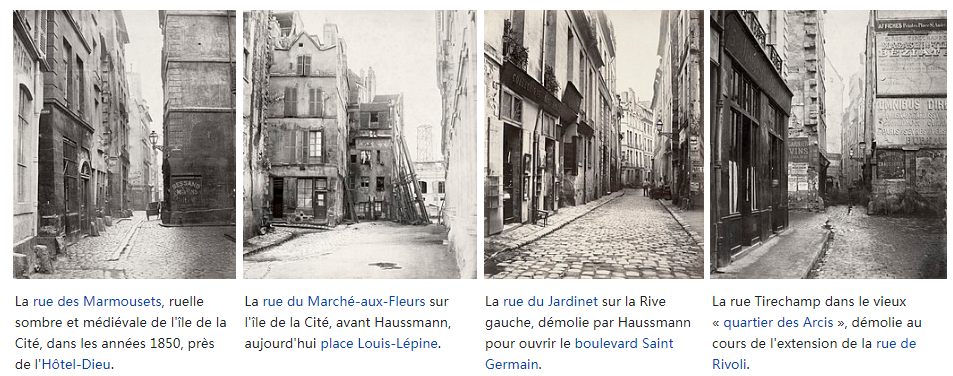 BESSAND
VINS
OMNIBUS
La rue des Marmousets, ruelle
sombre et médiévale de l'île de la
Cité, dans les années 1850, près
de l'Hôtel-Dieu.
La rue du Marché-aux-Fleurs sur
l'île de la Cité, avant Haussmann,
aujourd'hui place Louis-Lépine.
La rue du Jardinet sur la Rive
gauche, démolie par Haussmann
pour ouvrir le boulevard Saint
Germain.
La rue Tirechamp dans le vieux
« quartier des Arcis », démolie au
cours de l'extension de la rue de
Rivoli.